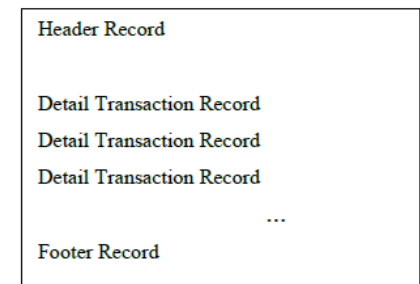 Header Record
Detail Transaction Record
Detail Transaction Record
Detail Transaction Record
...
Footer Record